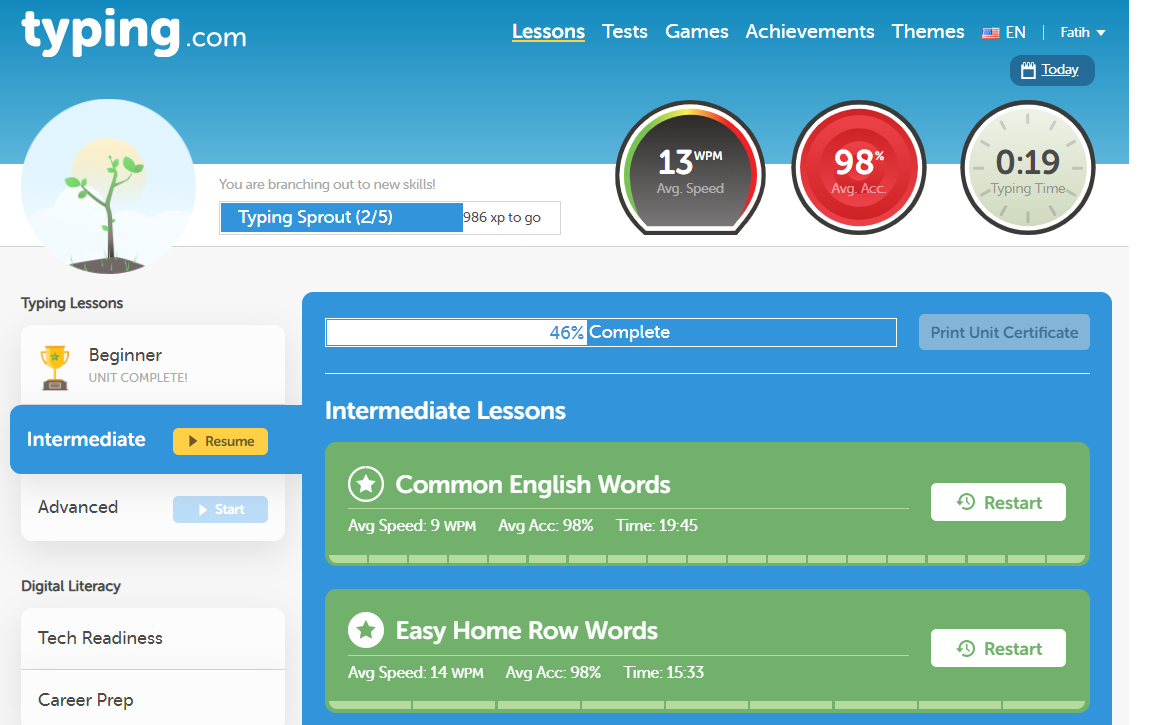 typing.com
Lessons Tests Games Achievements Themes EN Fatih
Today
You are branching out to new skills!
Typing Sprout (2/5) 986 xp to go
13 WPM
Avg. Speed
98%
Avg. Acc.
0:19
Typing Time
Typing Lessons
Beginner
UNIT COMPLETE!
Intermediate Resume
Advanced Start
Digital Literacy
Tech Readiness
Career Prep
46% Complete
Print Unit Certificate
Intermediate Lessons
Common English Words
Avg Speed: 9 WPM Avg Acc: 98% Time: 19:45
Restart
Easy Home Row Words
Avg Speed: 14 WPM Avg Acc: 98% Time: 15:33
Restart